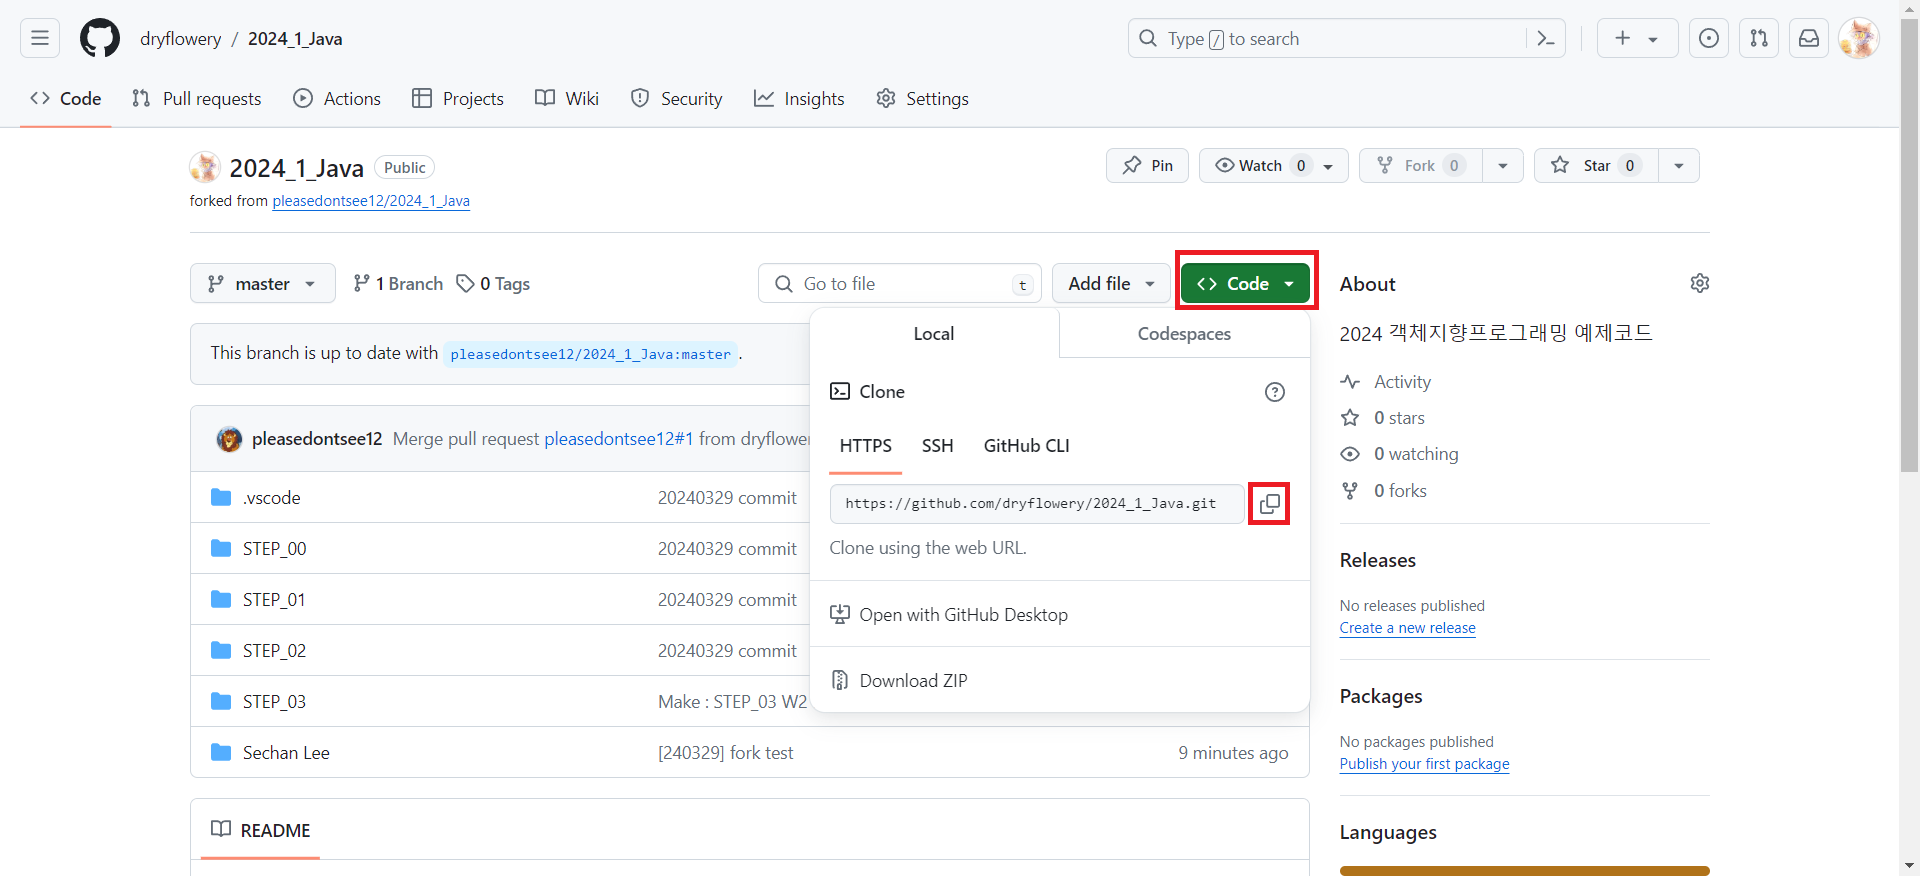 dryflowery / 2024_1_Java
Type / to search
Code Pull requests Actions Projects Wiki Security Insights Settings
2024_1_Java Public
Pin Watch 0 Fork 0 Star 0
forked from pleasedontsee12/2024_1_Java
master 1 Branch 0 Tags
Go to file t Add file Code
About
2024 객체지향프로그래밍 예제코드
Activity
0 stars
0 watching
0 forks
Releases
No releases published
Create a new release
Packages
No packages published
Publish your first package
Languages
Local Codespaces
Clone
HTTPS SSH GitHub CLI
https://github.com/dryflowery/2024_1_Java.git
Clone using the web URL.
Open with GitHub Desktop
Download ZIP
This branch is up to date with pleasedontsee12/2024_1_Java:master .
pleasedontsee12 Merge pull request pleasedontsee12#1 from dryflower
.vscode 20240329 commit
STEP_00 20240329 commit
STEP_01 20240329 commit
STEP_02 20240329 commit
STEP_03 Make : STEP_03 W2
Sechan Lee [240329] fork test 9 minutes ago
README